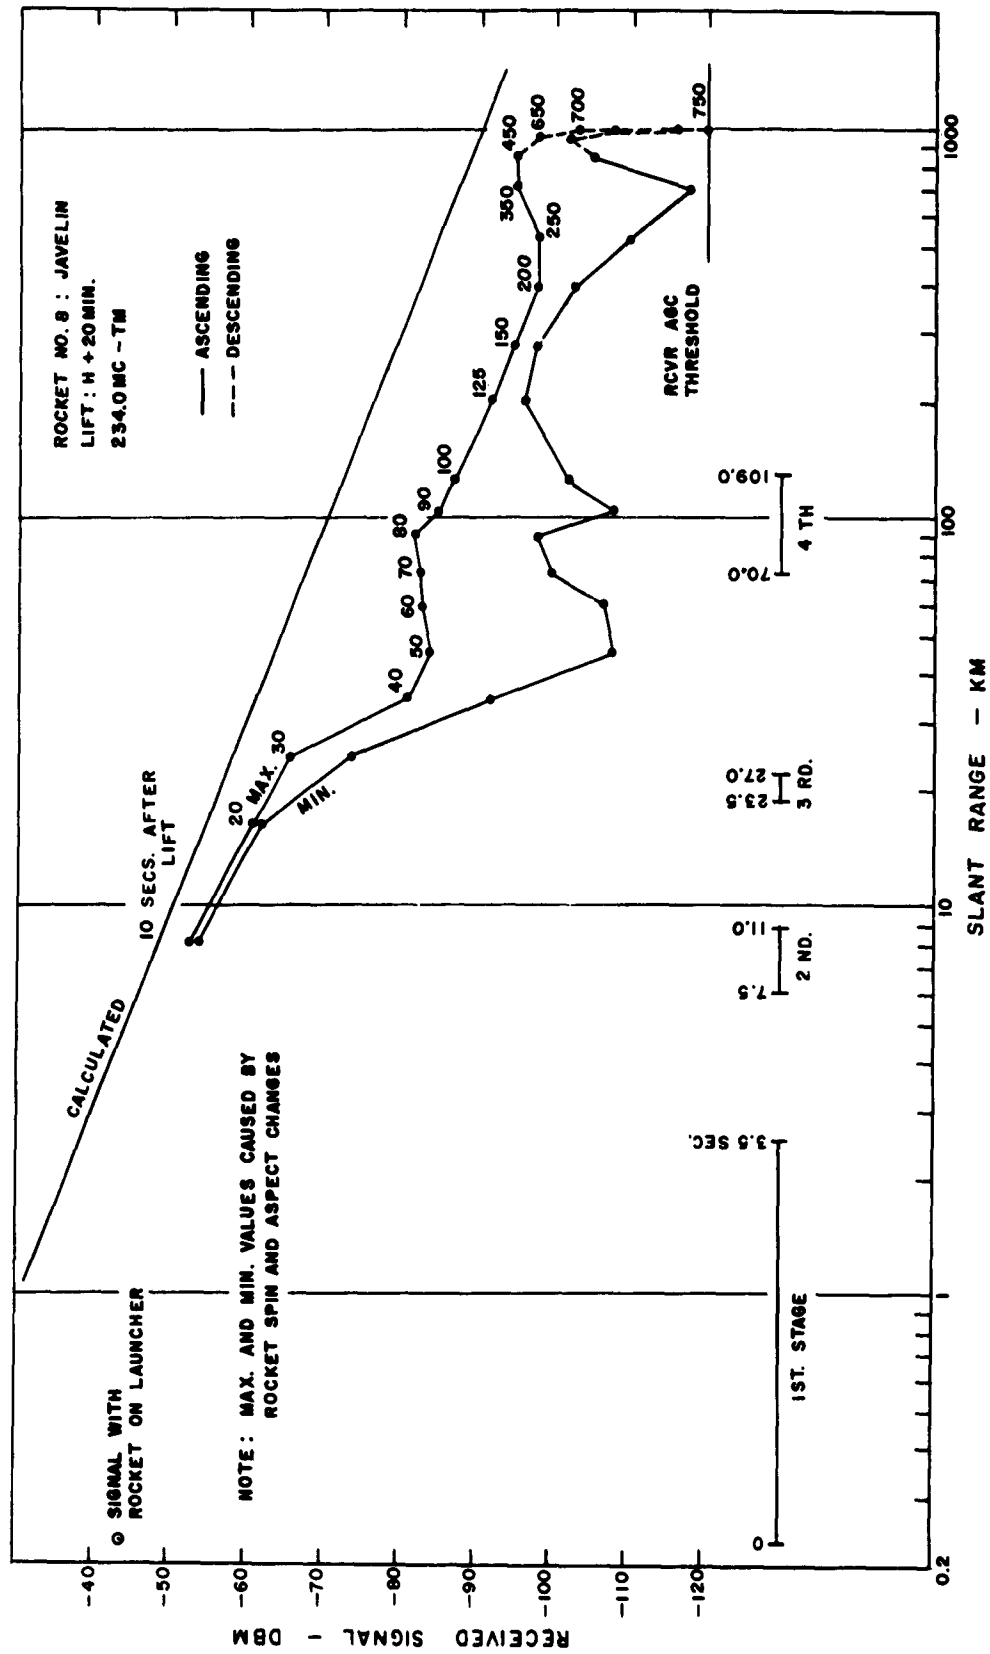 ROCKET NO. 8 : JAVELIN
LIFT : H + 20 MIN.
234.0 MC - TM
ASCENDING
DESCENDING
CALCULATED
10 SECS. AFTER
LIFT
SIGNAL WITH
ROCKET ON LAUNCHER
NOTE : MAX. AND MIN. VALUES CAUSED BY
ROCKET SPIN AND ASPECT CHANGES
20
MAX.
MIN.
30
40
50
60
70
80
90
100
125
150
200
250
350
450
650
700
750
RCVR AGC
THRESHOLD
0
3.5 SEC.
1ST. STAGE
7.5
11.0
2 ND.
23.5
27.0
3 RD.
70.0
109.0
4 TH
RECEIVED SIGNAL - DBM
-40
-50
-60
-70
-80
-90
-100
-110
-120
0.2
1
10
100
1000
SLANT RANGE - KM